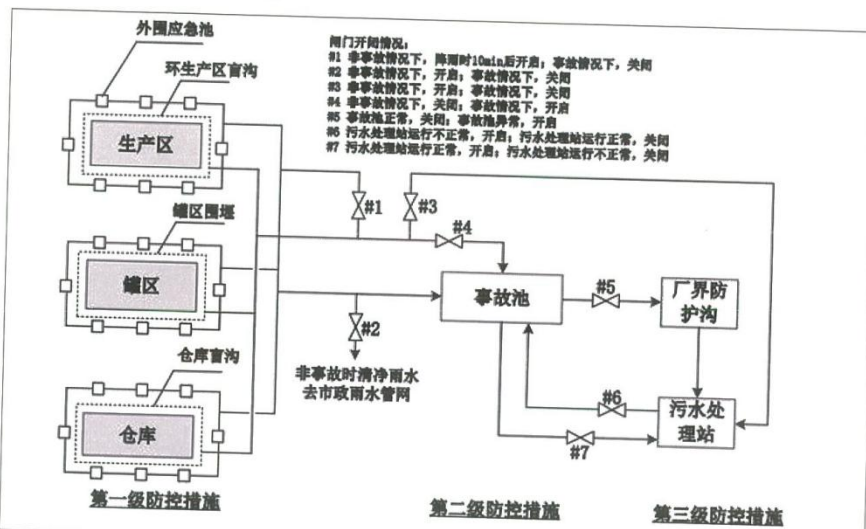 外围应急池
环生产区盲沟
生产区
罐区围堰
罐区
仓库盲沟
仓库
第一级防控措施
闸门开闭情况:
#1 非事故情况下, 降雨时10min后开启; 事故情况下, 关闭
#2 非事故情况下, 开启; 事故情况下, 关闭
#3 非事故情况下, 开启; 事故情况下, 关闭
#4 非事故情况下, 关闭; 事故情况下, 开启
#5 事故池正常, 关闭; 事故池异常, 开启
#6 污水处理站运行不正常, 开启; 污水处理站运行正常, 关闭
#7 污水处理站运行正常, 开启; 污水处理站运行不正常, 关闭
#1
#3
#4
#2
非事故时清净雨水
去市政雨水管网
事故池
#5
厂界防
护沟
#6
#7
污水处
理站
第二级防控措施
第三级防控措施